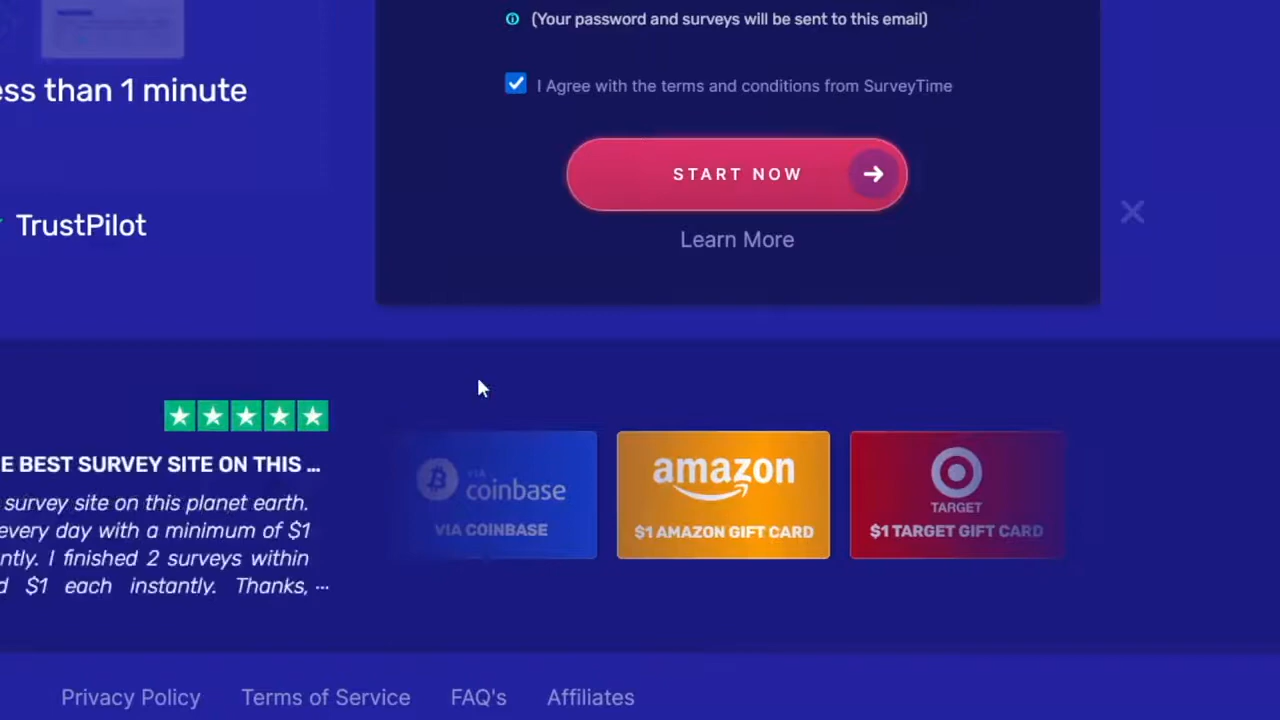 (Your password and surveys will be sent to this email)
than 1 minute
I Agree with the terms and conditions from SurveyTime
START NOW
TrustPilot
Learn More
BEST SURVEY SITE ON THIS ...
survey site on this planet earth.
every day with a minimum of $1
I finished 2 surveys within
$1 each instantly. Thanks, ...
VIA
coinbase
VIA COINBASE
amazon
$1 AMAZON GIFT CARD
TARGET
$1 TARGET GIFT CARD
Privacy Policy Terms of Service FAQ's Affiliates